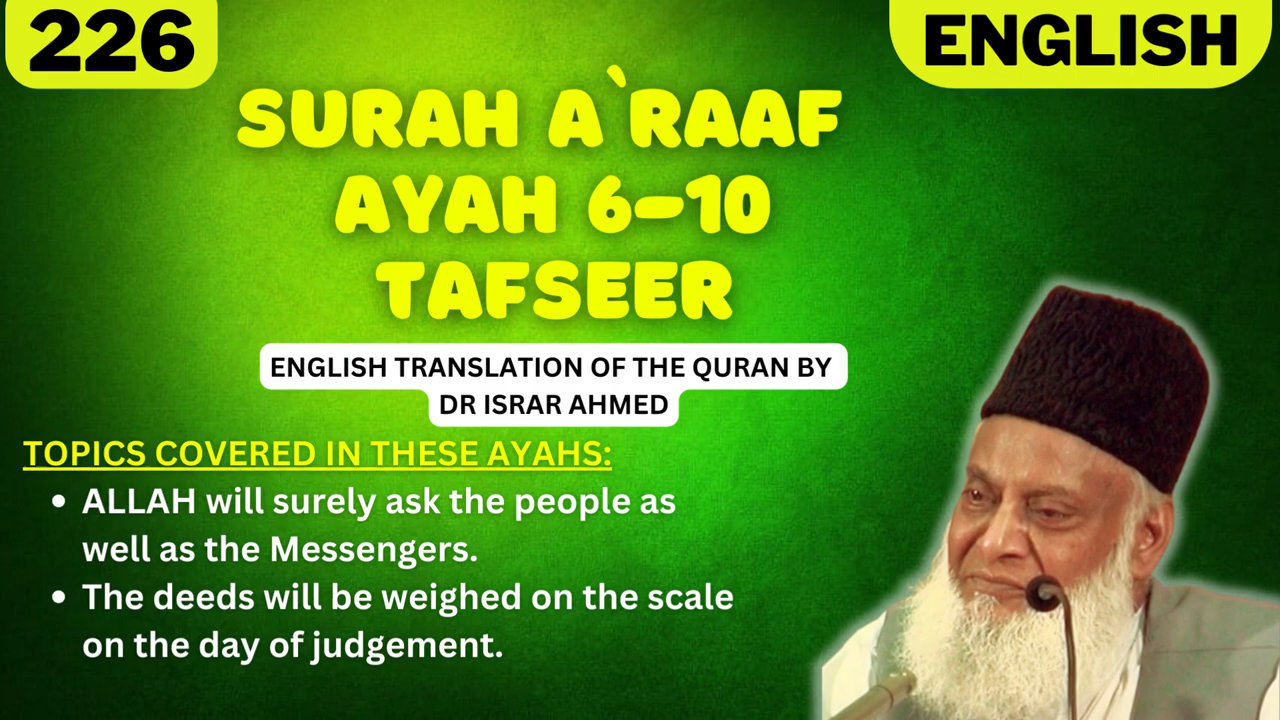 226
ENGLISH
SURAH A`RAAF
AYAH 6-10
TAFSEER
ENGLISH TRANSLATION OF THE QURAN BY
DR ISRAR AHMED
TOPICS COVERED IN THESE AYAHS:
• ALLAH will surely ask the people as
well as the Messengers.
• The deeds will be weighed on the scale
on the day of judgement.